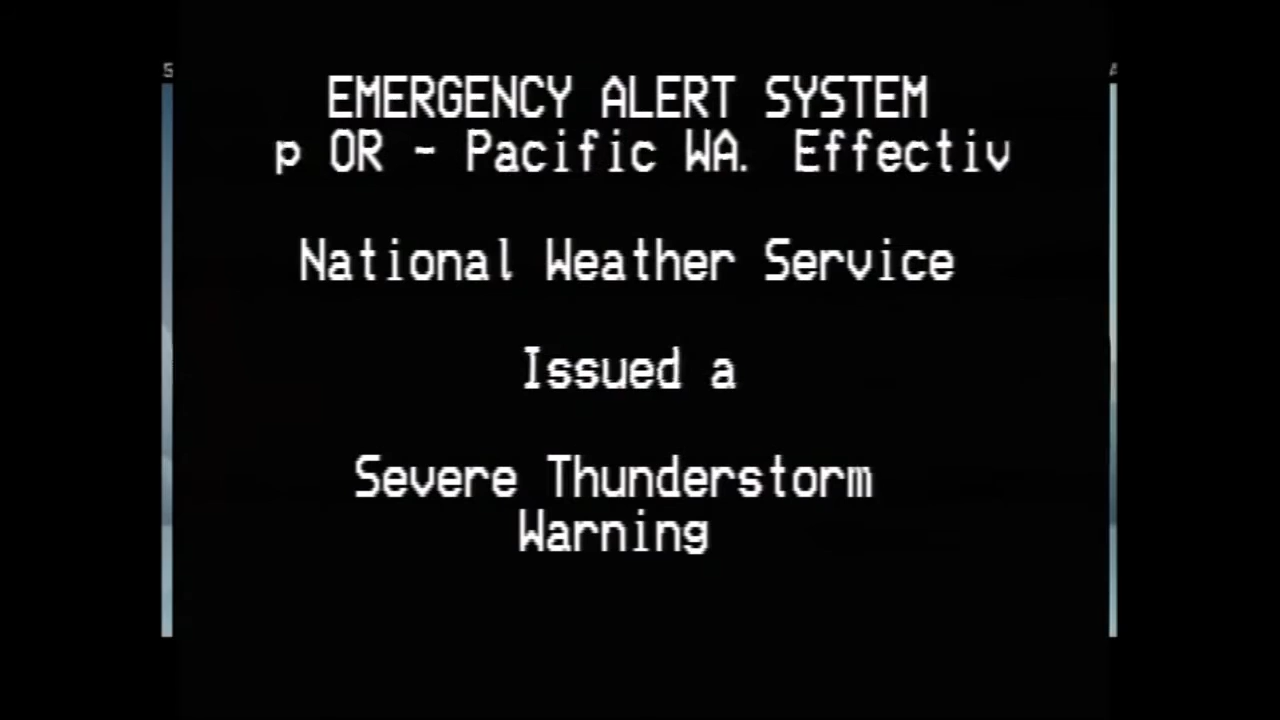 EMERGENCY ALERT SYSTEM
p OR - Pacific WA. Effectiv
National Weather Service
Issued a
Severe Thunderstorm
Warning